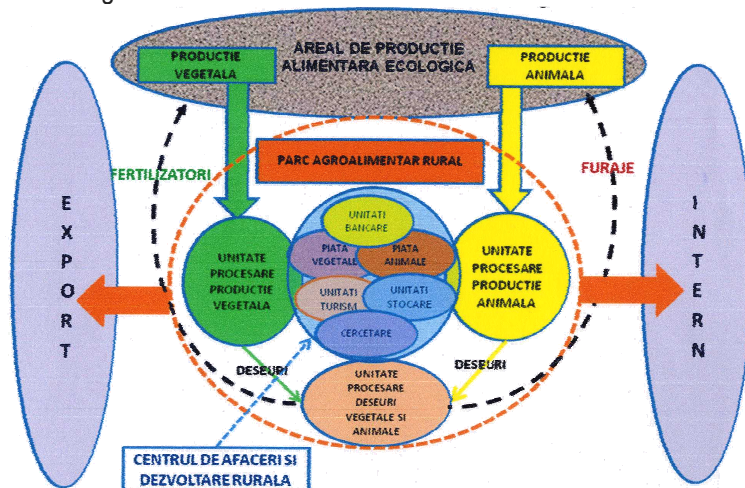 AREAL DE PRODUCTIE
ALIMENTARA ECOLOGICA
PRODUCTIE
VEGETALA
PRODUCTIE
ANIMALA
PARC AGROALIMENTAR RURAL
FERTILIZATORI
FURAJE
EXPORT
INTERN
UNITATI
BANCARE
PIATA
VEGETALE
PIATA
ANIMALE
UNITATI
TURISM
UNITATI
STOCARE
CERCETARE
UNITATE
PROCESARE
PRODUCTIE
VEGETALA
UNITATE
PROCESARE
PRODUCTIE
ANIMALA
DESEURI
DESEURI
UNITATE
PROCESARE
DESEURI
VEGETALE SI
ANIMALE
CENTRUL DE AFACERI SI
DEZVOLTARE RURALA